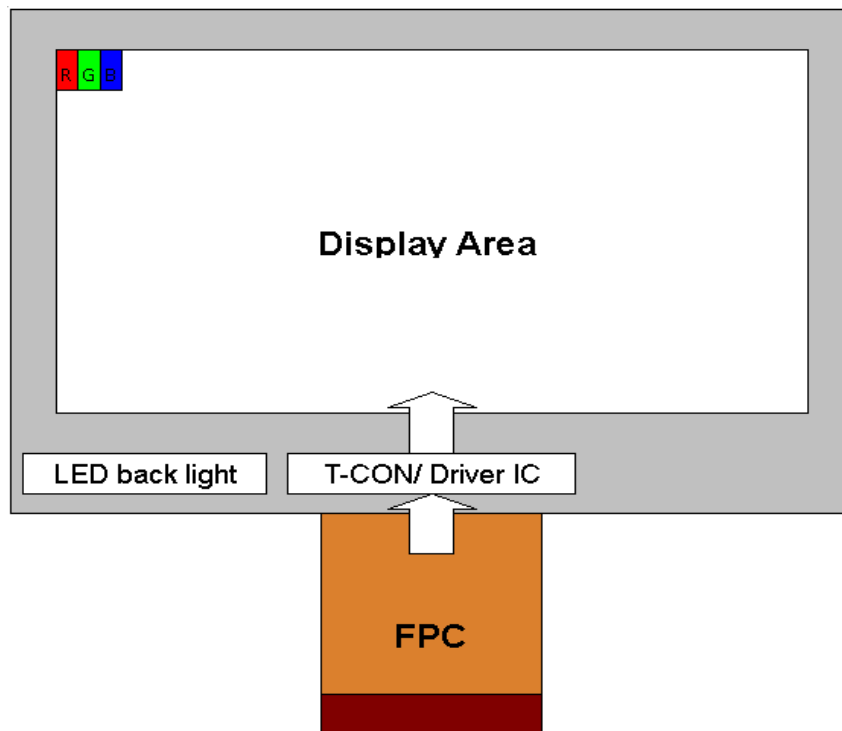 R G B
Display Area
LED back light
T-CON/ Driver IC
FPC